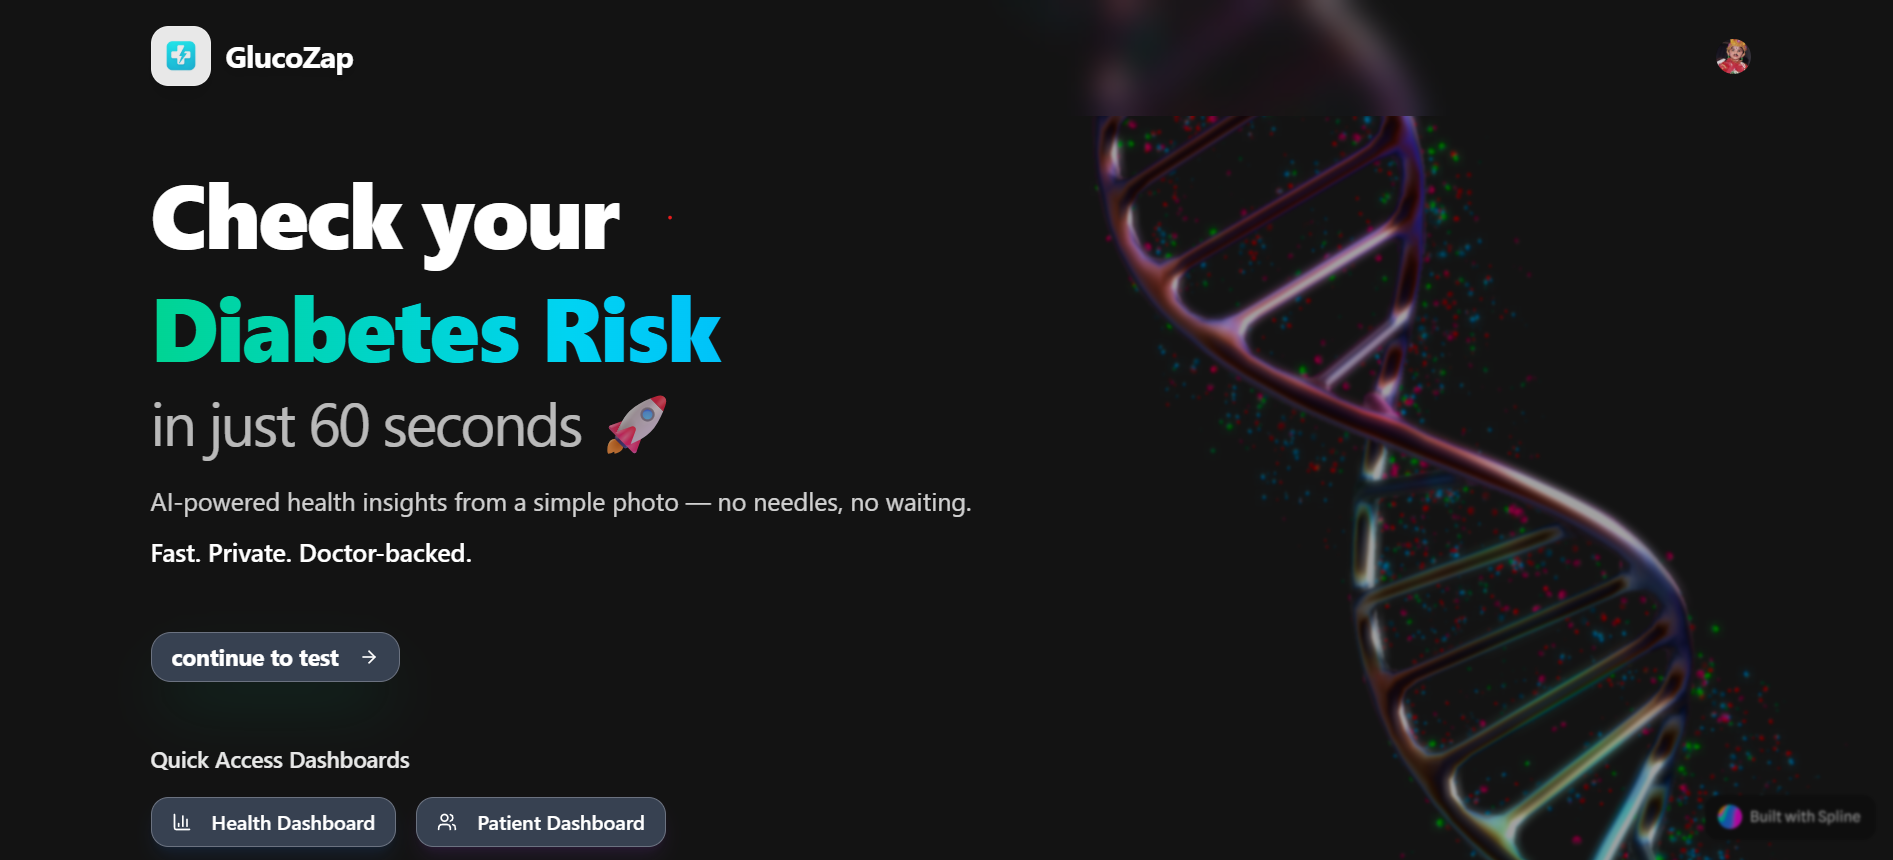 GlucoZap
Check your
Diabetes Risk
in just 60 seconds 🚀
AI-powered health insights from a simple photo — no needles, no waiting.
Fast. Private. Doctor-backed.
continue to test →
Quick Access Dashboards
Health Dashboard
Patient Dashboard
Built with Spline